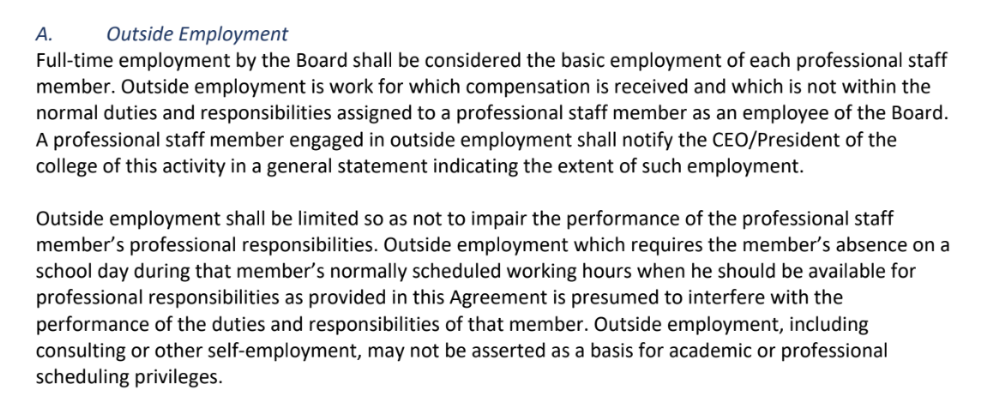 A. Outside Employment
Full-time employment by the Board shall be considered the basic employment of each professional staff
member. Outside employment is work for which compensation is received and which is not within the
normal duties and responsibilities assigned to a professional staff member as an employee of the Board.
A professional staff member engaged in outside employment shall notify the CEO/President of the
college of this activity in a general statement indicating the extent of such employment.
Outside employment shall be limited so as not to impair the performance of the professional staff
member’s professional responsibilities. Outside employment which requires the member’s absence on a
school day during that member’s normally scheduled working hours when he should be available for
professional responsibilities as provided in this Agreement is presumed to interfere with the
performance of the duties and responsibilities of that member. Outside employment, including
consulting or other self-employment, may not be asserted as a basis for academic or professional
scheduling privileges.